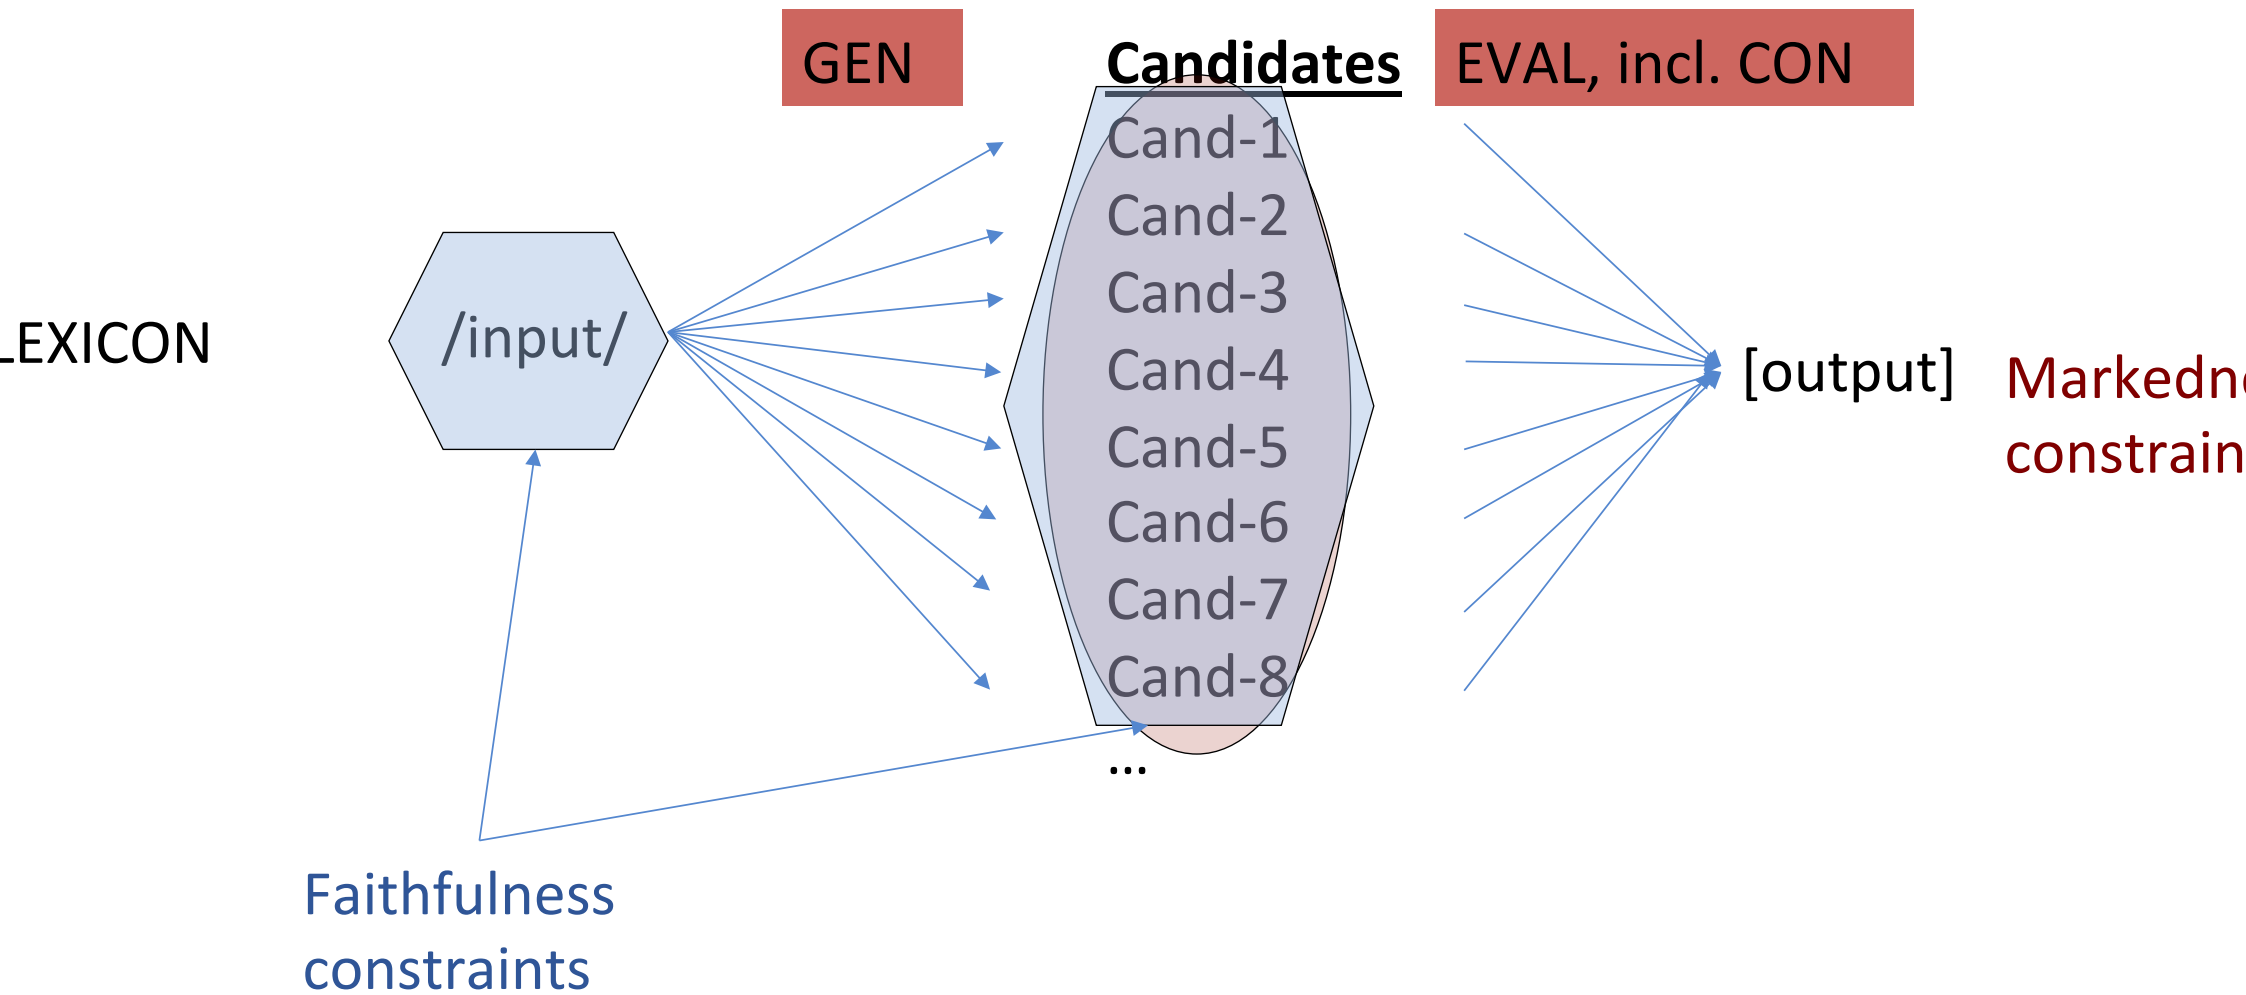 GEN
Candidates
EVAL, incl. CON
Cand-1
Cand-2
Cand-3
Cand-4
Cand-5
Cand-6
Cand-7
Cand-8
...
LEXICON
/input/
[output]
constrain
Faithfulness
constraints